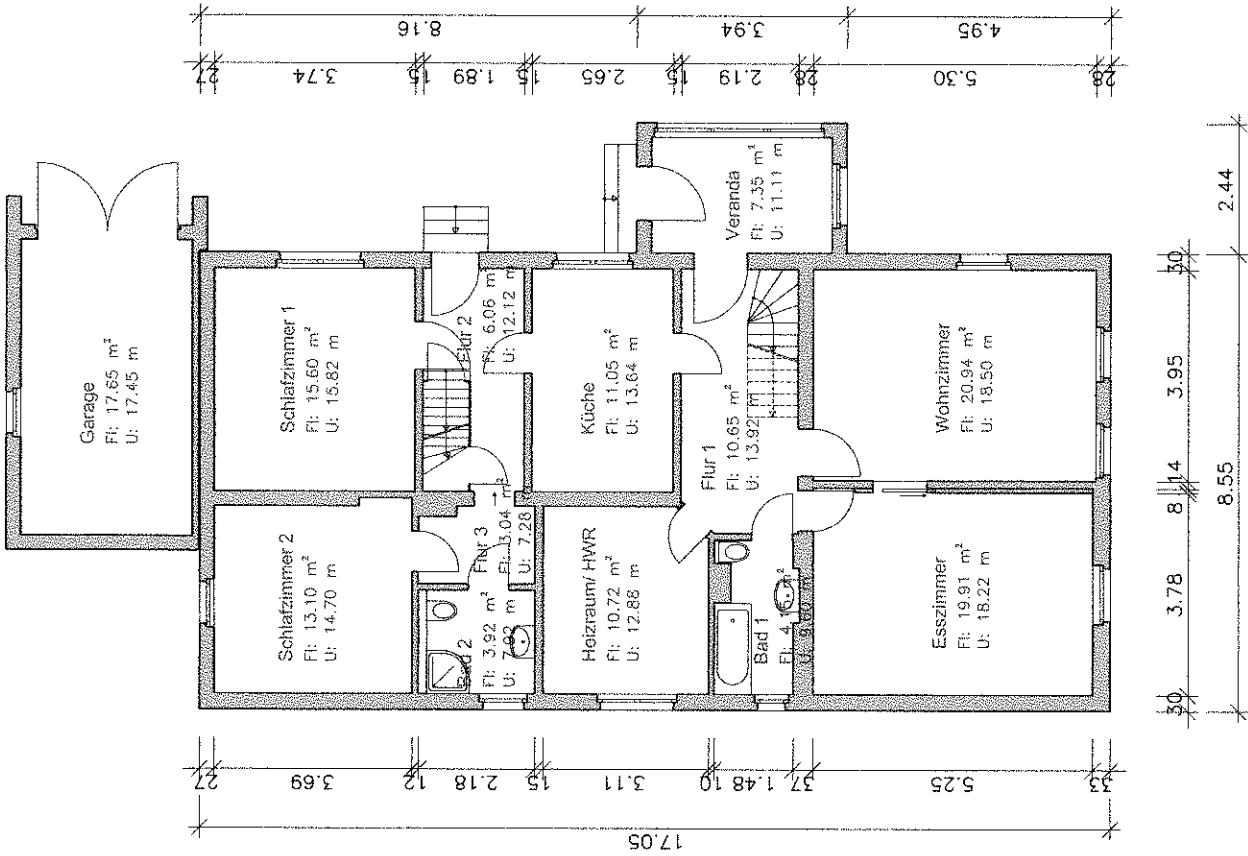 8.16
3.94
4.95
27
3.74
15
1.89
15
2.65
15
2.19
28
5.30
28
Garage
Fl: 17.65 m²
U: 17.45 m
Schlafzimmer 1
Fl: 15.60 m²
U: 15.82 m
Flur 2
Fl: 6.06 m²
U: 12.12 m
Küche
Fl: 11.05 m²
U: 13.64 m
Veranda
Fl: 7.35 m²
U: 11.11 m
Flur 1
Fl: 10.65 m²
U: 13.92 m
Wohnzimmer
Fl: 20.94 m²
U: 18.50 m
Schlafzimmer 2
Fl: 13.10 m²
U: 14.70 m
Flur 3
Fl: 3.04 m²
U: 7.28
Bad 2
Fl: 3.92 m²
U: 7.92 m
Heizraum/ HWR
Fl: 10.72 m²
U: 12.88 m
Bad 1
Fl: m²
U: m
Esszimmer
Fl: 19.91 m²
U: 18.22 m
2.44
30
3.95
14
8
3.78
30
8.55
27
3.69
12
2.18
15
3.11
10
1.48
37
5.25
33
17.05